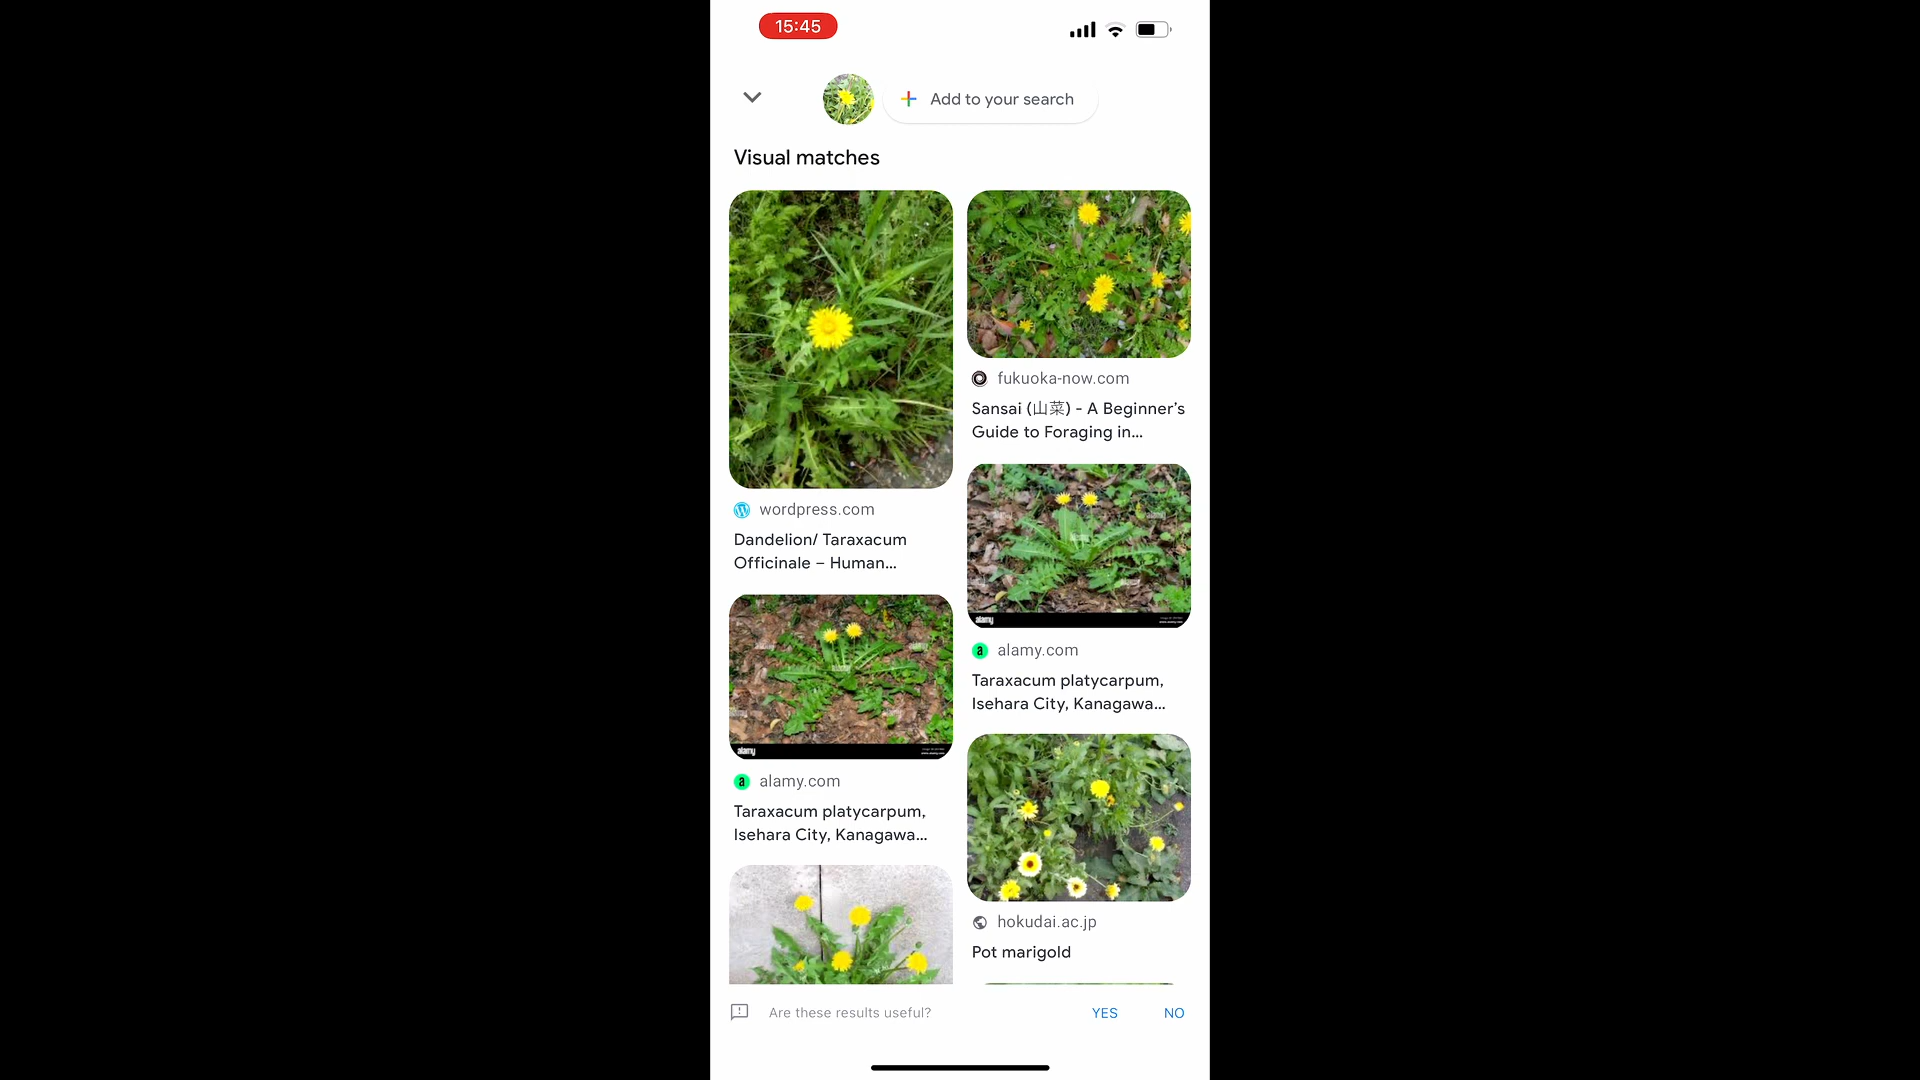 15:45
Add to your search
Visual matches
wordpress.com
Dandelion/ Taraxacum
Officinale – Human...
alamy
alamy.com
Taraxacum platycarpum,
Isehara City, Kanagawa...
fukuoka-now.com
Sansai (山菜) - A Beginner's
Guide to Foraging in...
alamy
alamy.com
Taraxacum platycarpum,
Isehara City, Kanagawa...
hokudai.ac.jp
Pot marigold
Are these results useful?
YES
NO